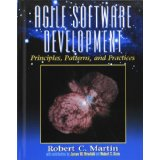 AGILE SOFTWARE
DEVELOPMENT
Principles, Patterns, and Practices
Robert C. Martin